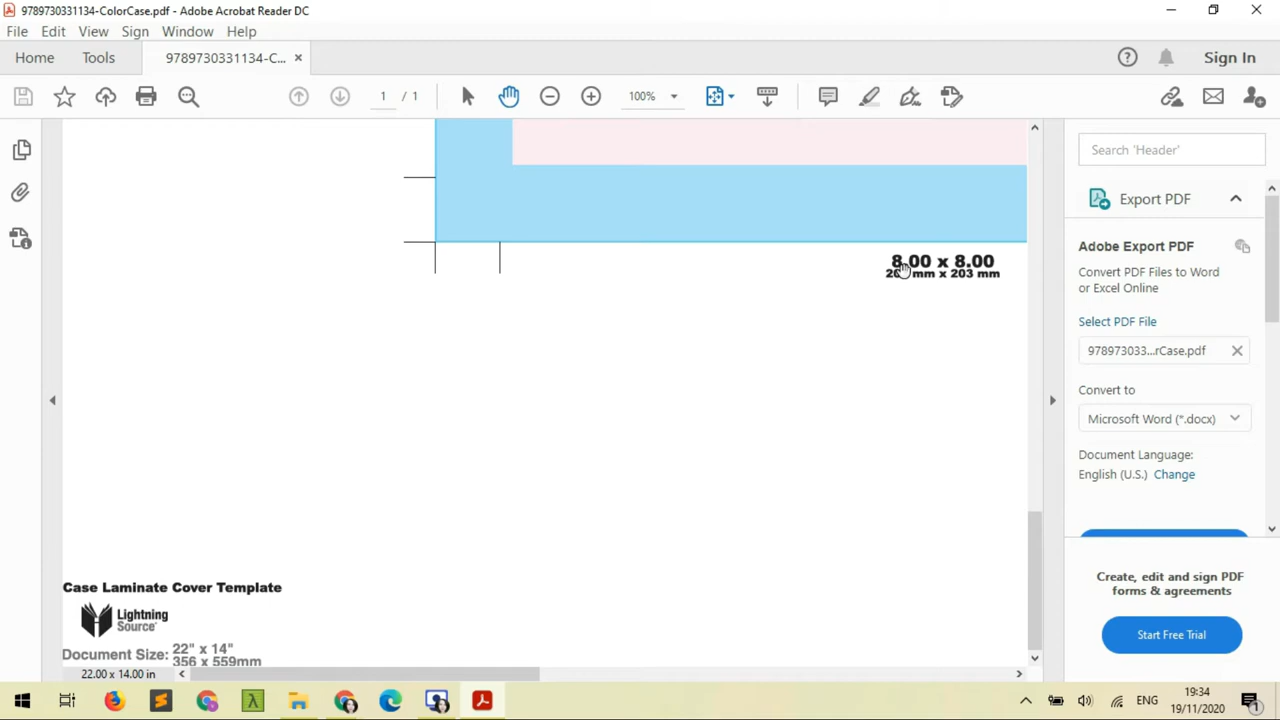 9789730331134-ColorCase.pdf - Adobe Acrobat Reader DC
File Edit View Sign Window Help
Home Tools 9789730331134-C... × Sign In
1 / 1 100%
Search 'Header'
Export PDF
Adobe Export PDF
Convert PDF Files to Word
or Excel Online
Select PDF File
978973033...rCase.pdf
Convert to
Microsoft Word (*.docx)
Document Language:
English (U.S.) Change
Create, edit and sign PDF
forms & agreements
Start Free Trial
8.00 x 8.00
mm x 203 mm
Case Laminate Cover Template
Lightning
Source
Document Size: 22" x 14"
356 x 559mm
22.00 x 14.00 in
ENG
19:34
19/11/2020
1